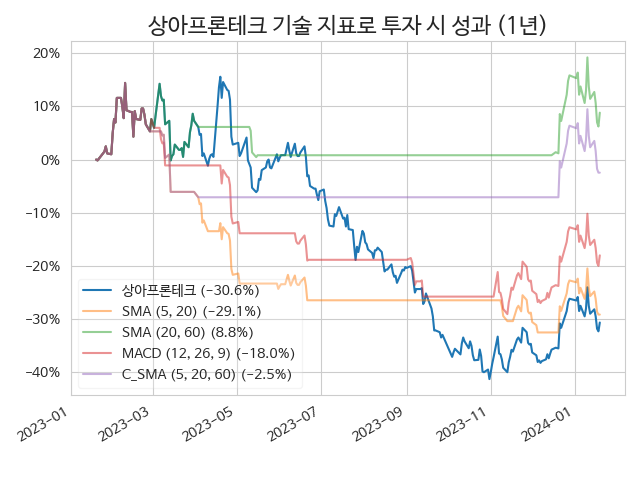 상아프론테크 기술 지표로 투자 시 성과 (1년)
20%
10%
0%
−10%
−20%
−30%
−40%
상아프론테크 (−30.6%)
SMA (5, 20) (−29.1%)
SMA (20, 60) (8.8%)
MACD (12, 26, 9) (−18.0%)
C_SMA (5, 20, 60) (−2.5%)
2023−01
2023−03
2023−05
2023−07
2023−09
2023−11
2024−01